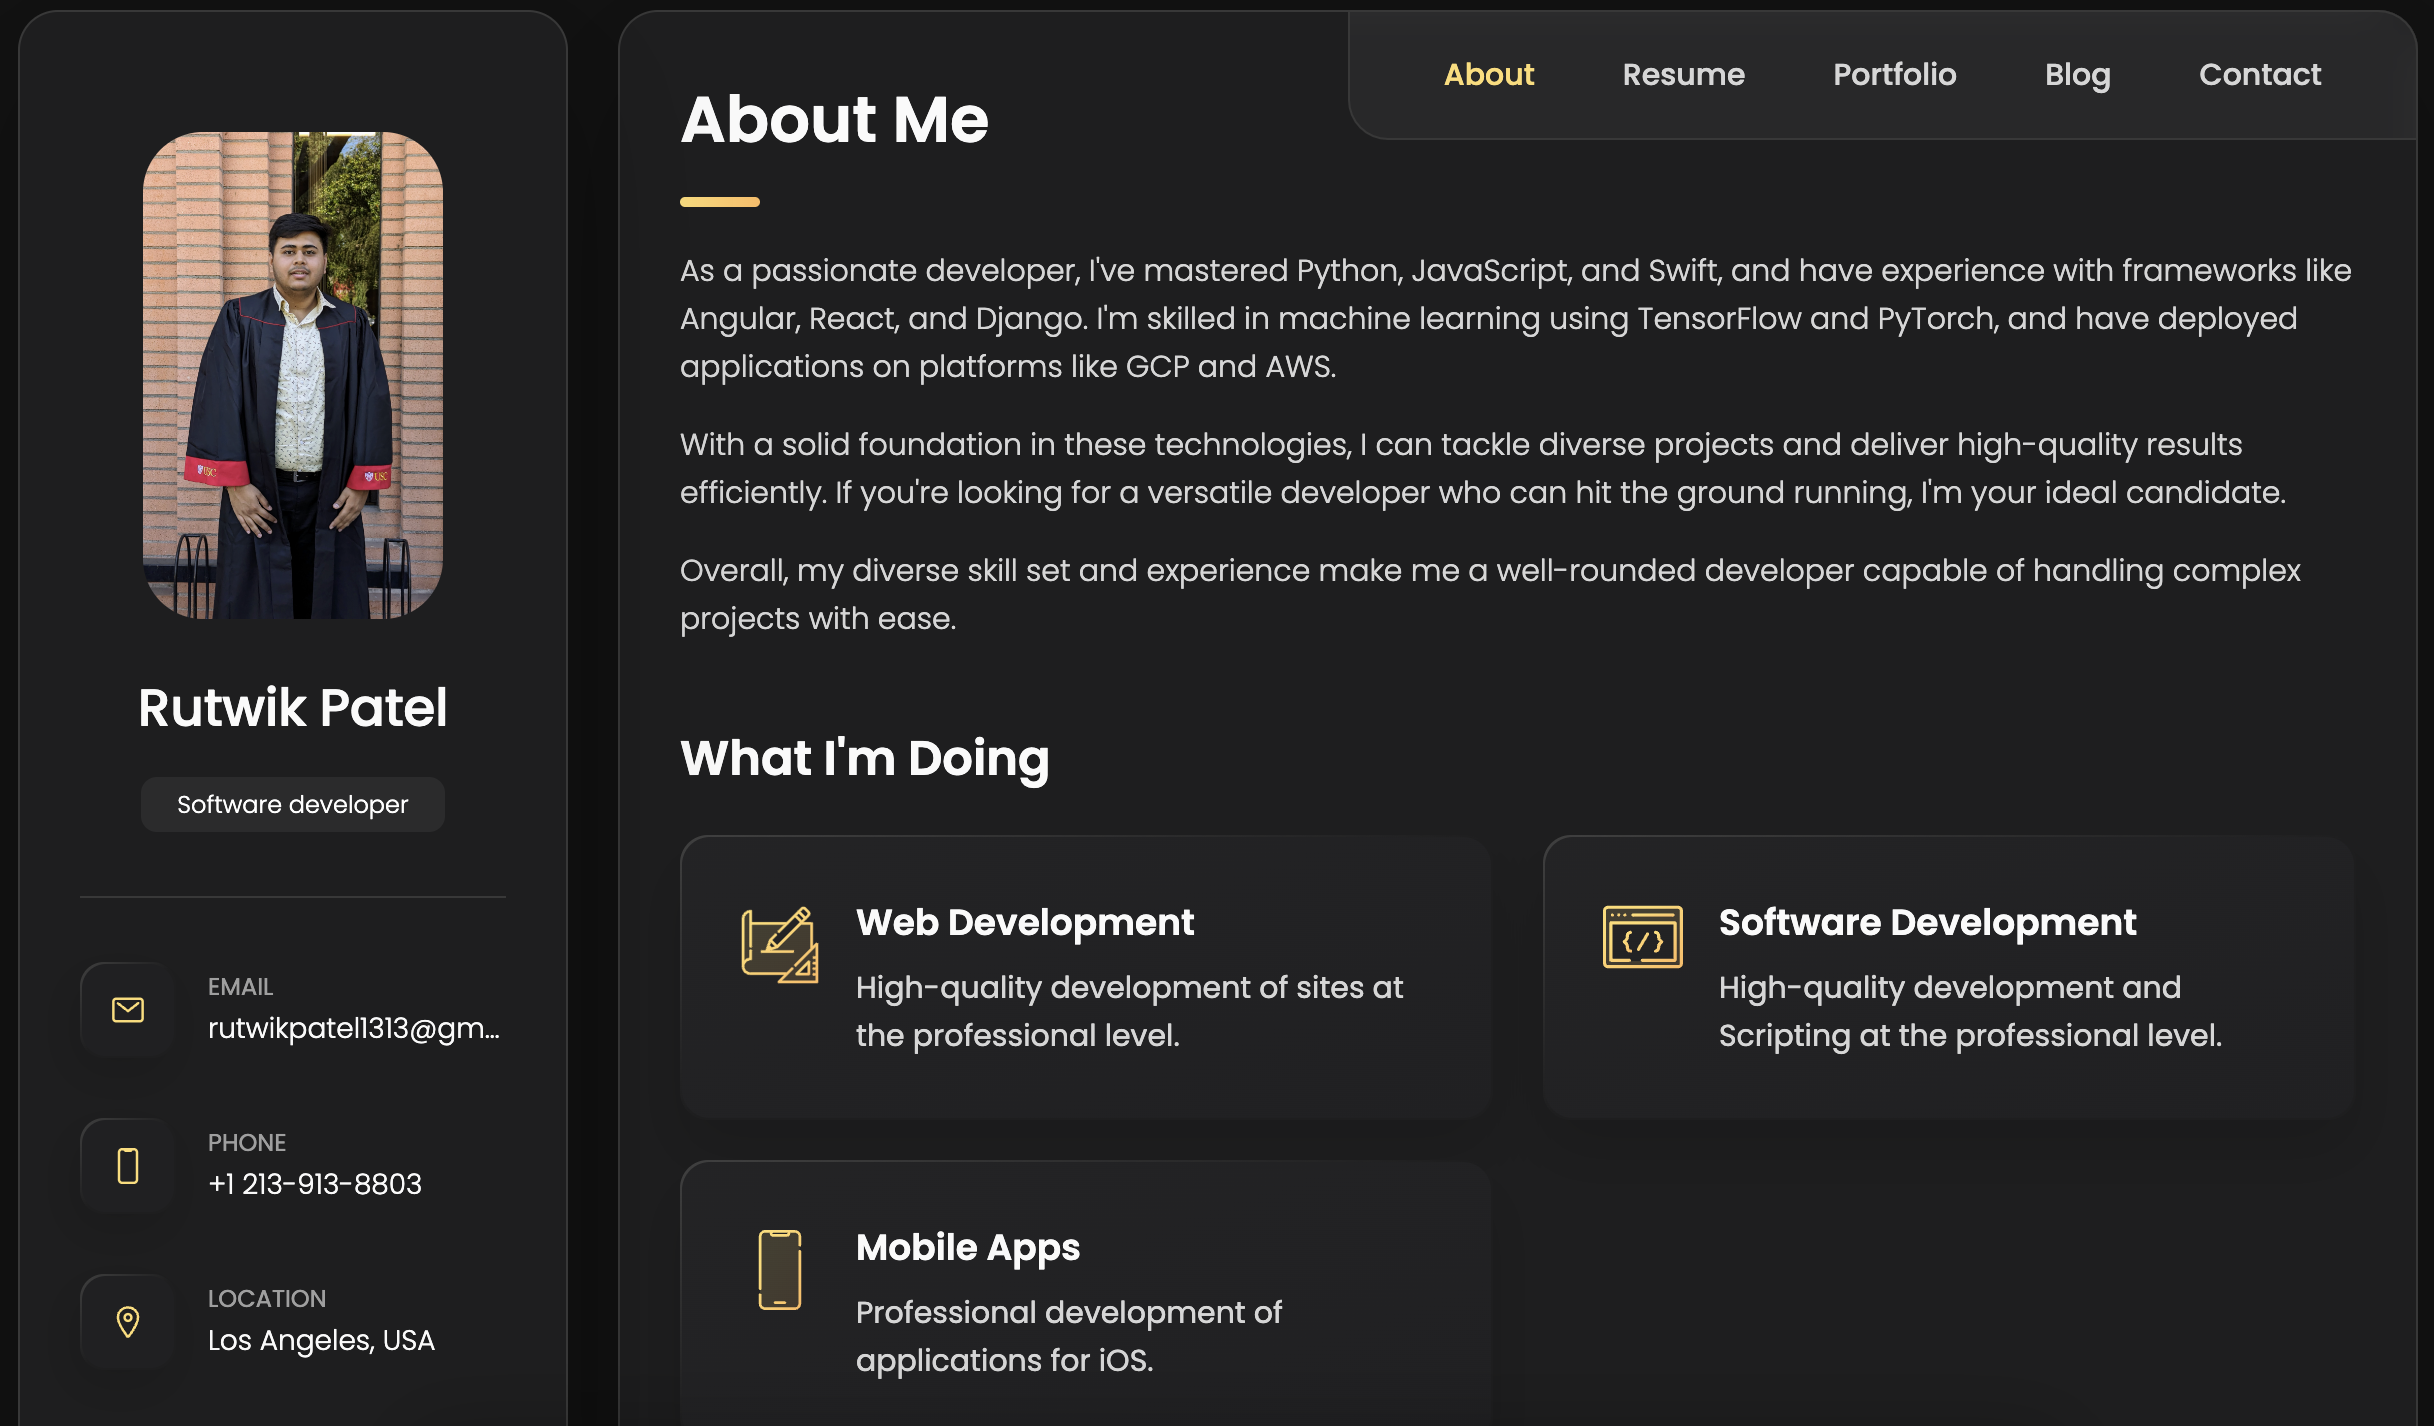 About
Resume
Portfolio
Blog
Contact
USC
USC
Rutwik Patel
Software developer
EMAIL
rutwikpatel1313@gm...
PHONE
+1 213-913-8803
LOCATION
Los Angeles, USA
About Me
As a passionate developer, I've mastered Python, JavaScript, and Swift, and have experience with frameworks like
Angular, React, and Django. I'm skilled in machine learning using TensorFlow and PyTorch, and have deployed
applications on platforms like GCP and AWS.
With a solid foundation in these technologies, I can tackle diverse projects and deliver high-quality results
efficiently. If you're looking for a versatile developer who can hit the ground running, I'm your ideal candidate.
Overall, my diverse skill set and experience make me a well-rounded developer capable of handling complex
projects with ease.
What I'm Doing
Web Development
High-quality development of sites at
the professional level.
Software Development
High-quality development and
Scripting at the professional level.
Mobile Apps
Professional development of
applications for iOS.